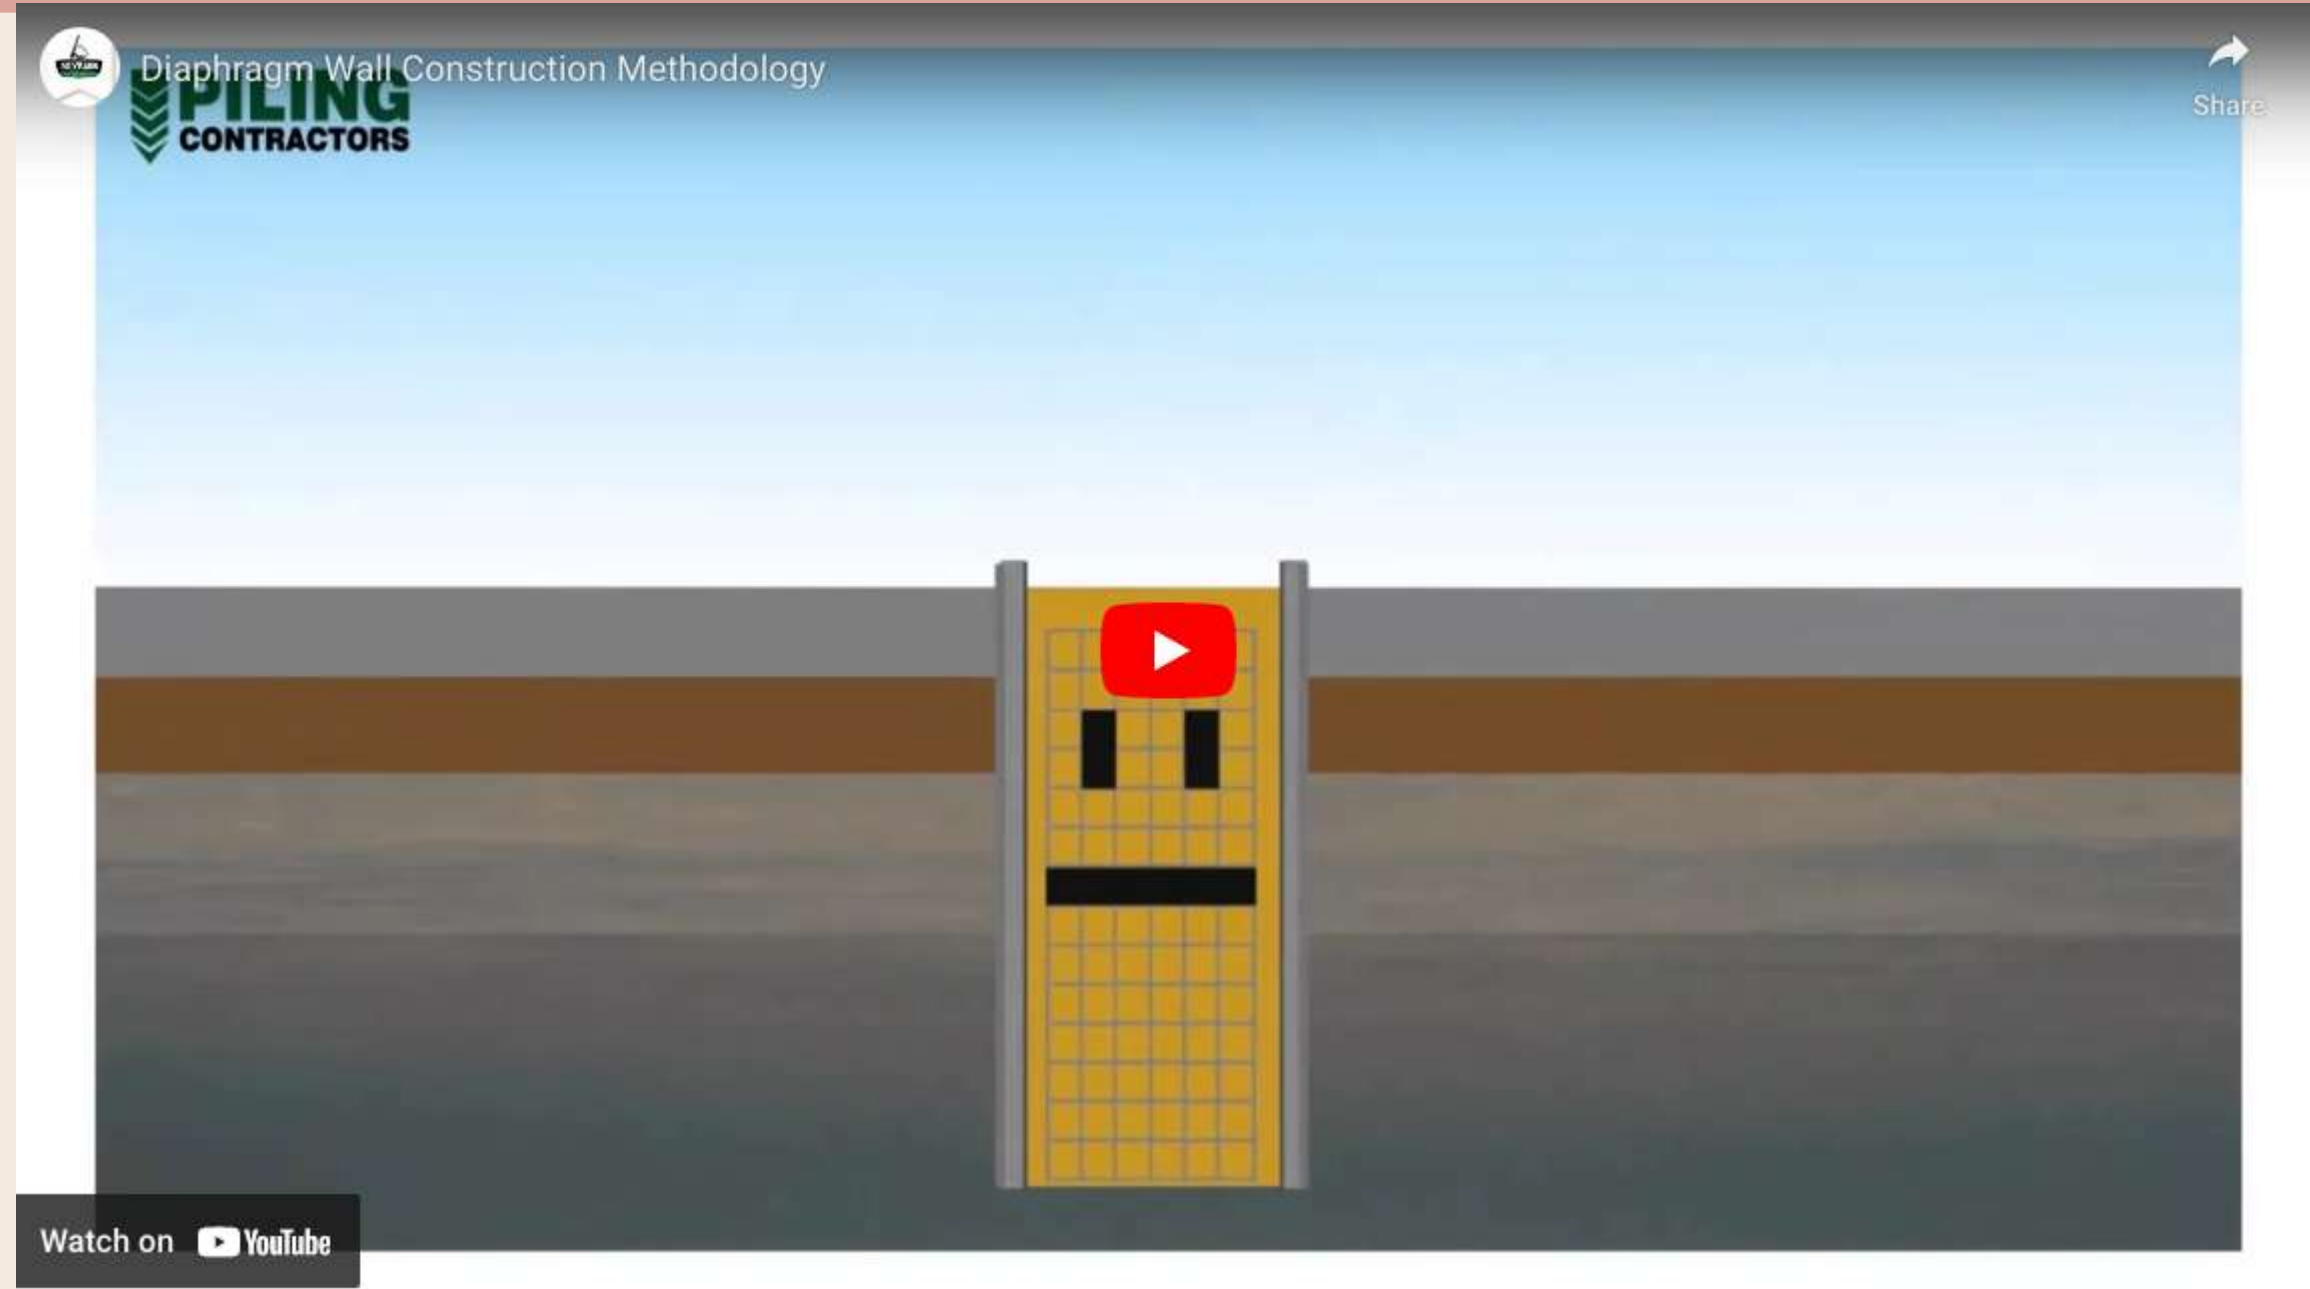 Diaphragm Wall Construction Methodology
Share
PILING
CONTRACTORS
Watch on YouTube